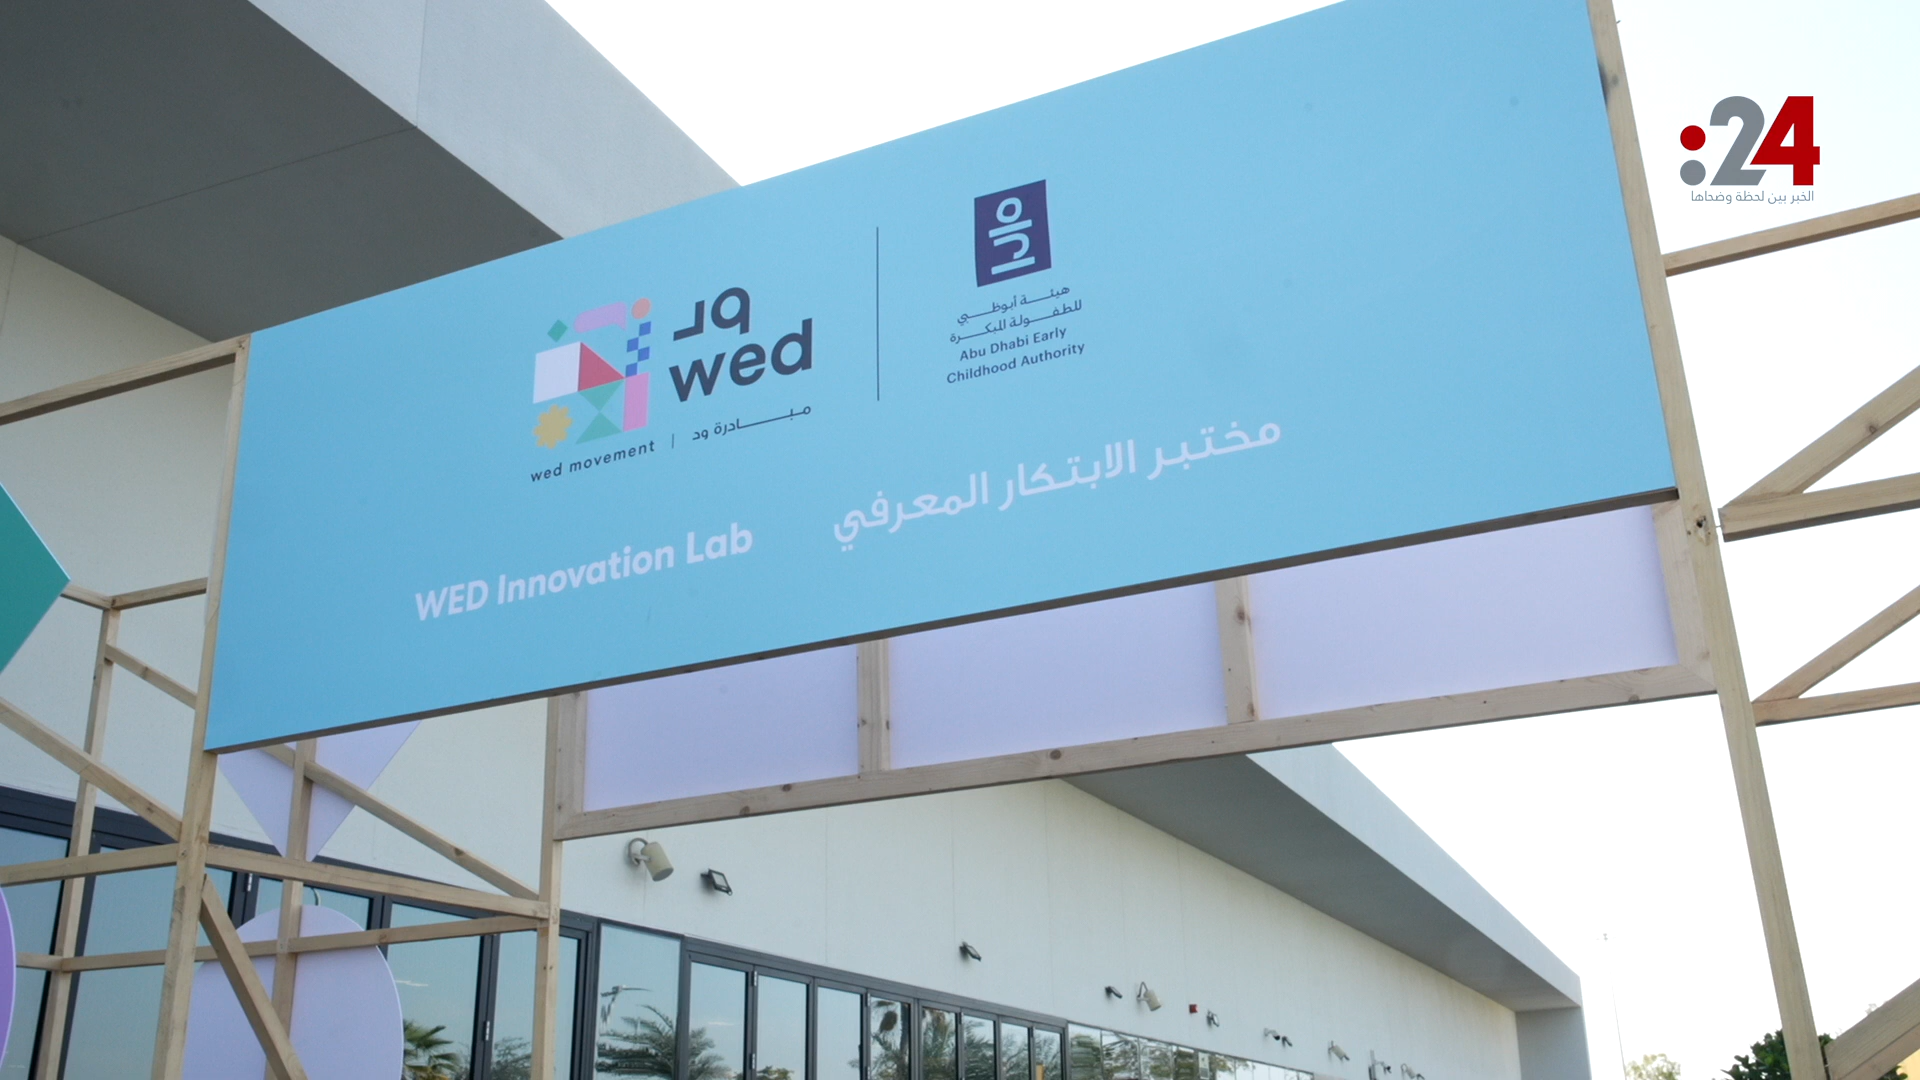 :24
الخبر بين لحظة وضحاها
ود
wed
wed movement | مبادرة ود
هيئة أبوظبي
للطفولة المبكرة
Abu Dhabi Early
Childhood Authority
WED Innovation Lab مختبر الابتكار المعرفي